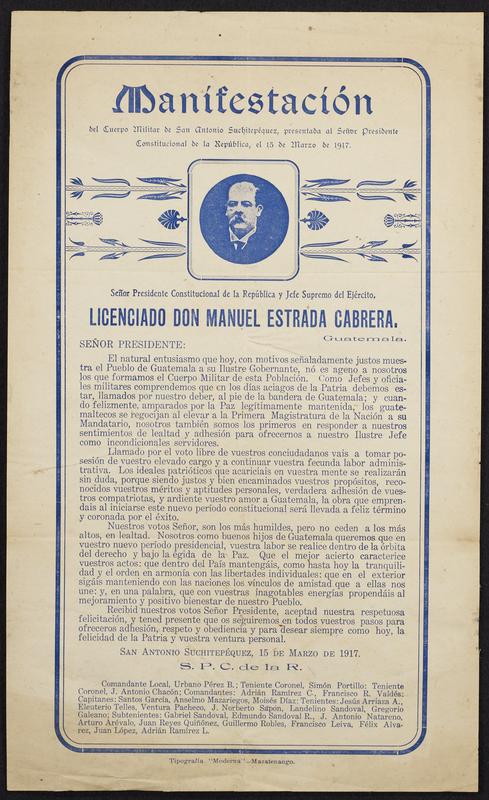 Manifestación
del Cuerpo Militar de San Antonio Suchitepéquez, presentada al Señor Presidente
Constitucional de la República, el 15 de Marzo de 1917.
Señor Presidente Constitucional de la República y Jefe Supremo del Ejército,
LICENCIADO DON MANUEL ESTRADA CABRERA.
Guatemala.
SEÑOR PRESIDENTE:
El natural entusiasmo que hoy, con motivos señaladamente justos mues-
tra el Pueblo de Guatemala a su Ilustre Gobernante, nó es ageno a nosotros
los que formamos el Cuerpo Militar de esta Población. Como Jefes y oficia-
les militares comprendemos que en los días aciagos de la Patria debemos es-
tar, llamados por nuestro deber, al pie de la bandera de Guatemala; y cuan-
do felizmente, amparados por la Paz legítimamente mantenida, los guate-
maltecos se regocijan al elevar a la Primera Magistratura de la Nación a su
Mandatario, nosotros también somos los primeros en responder a nuestros
sentimientos de lealtad y adhesión para ofrecernos a nuestro Ilustre Jefe
como incondicionales servidores.
Llamado por el voto libre de vuestros conciudadanos vais a tomar po-
sesión de vuestro elevado cargo y a continuar vuestra fecunda labor adminis-
trativa. Los ideales patrióticos que acariciais en vuestra mente se realizarán
sin duda, porque siendo justos y bien encaminados vuestros propósitos, reco-
nocidos vuestros méritos y aptitudes personales, verdadera adhesión de vues-
tros compatriotas, y ardiente vuestro amor a Guatemala, la obra que empren-
dais al iniciarse este nuevo período constitucional será llevada a feliz término
y coronada por el éxito.
Nuestros votos Señor, son los más humildes, pero no ceden a los más
altos, en lealtad. Nosotros como buenos hijos de Guatemala queremos que en
vuestro nuevo período presidencial, vuestra labor se realice dentro de la órbita
del derecho y bajo la égida de la Paz. Que el mejor acierto caracterice
vuestros actos: que dentro del País mantengáis, como hasta hoy la tranquili-
dad y el orden en armonía con las libertades individuales: que en el exterior
sigáis manteniendo con las naciones los vínculos de amistad que a ellas nos
une: y, en una palabra, que con vuestras inagotables energías propendáis al
mejoramiento y positivo bienestar de nuestro Pueblo.
Recibid nuestros votos Señor Presidente, aceptad nuestra respetuosa
felicitación, y tened presente que os seguiremos en todos vuestros pasos para
ofreceros adhesión, respeto y obediencia y para desear siempre como hoy, la
felicidad de la Patria y vuestra ventura personal.
SAN ANTONIO SUCHITEPÉQUEZ, 15 DE MARZO DE 1917.
S. P. C. de la R.
Comandante Local, Urbano Pérez R.; Teniente Coronel, Simón Portillo: Teniente
Coronel, J. Antonio Chacón; Comandantes: Adrián Ramírez C., Francisco R. Valdés:
Capitanes: Santos García, Anselmo Mazariegos, Moisés Díaz: Tenientes: Jesús Arriaza A.,
Eleuterio Telles, Ventura Pacheco, J. Norberto Sapón, Landelino Sandoval, Gregorio
Galeano; Subtenientes: Gabriel Sandoval, Edmundo Sandoval R., J. Antonio Natareno,
Arturo Arévalo, Juan Reyes Quiñónez, Guillermo Robles, Francisco Leiva, Félix Alva-
rez, Juan López, Adrián Ramírez L.
Tipografía "Moderna"—Mazatenango.